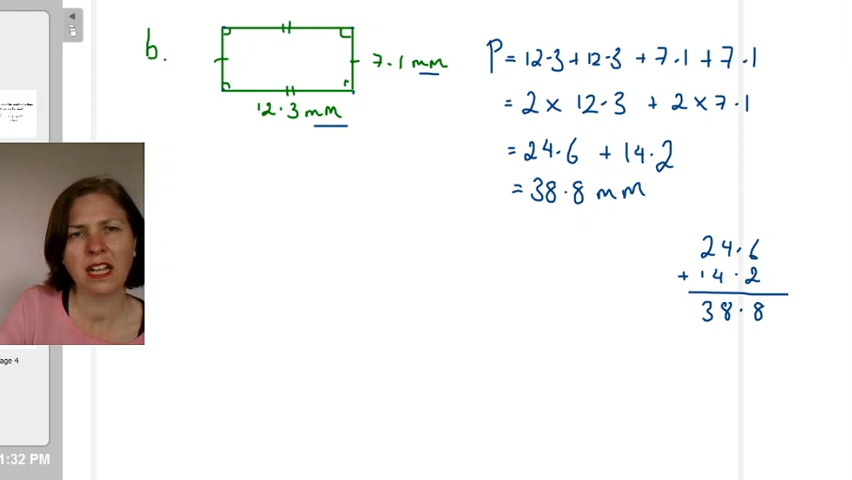 b.
7.1 mm
12.3 mm
P = 12.3 + 12.3 + 7.1 + 7.1
= 2 x 12.3 + 2 x 7.1
= 24.6 + 14.2
= 38.8 mm
24.6
+ 14.2
38.8
age 4
1:32 PM